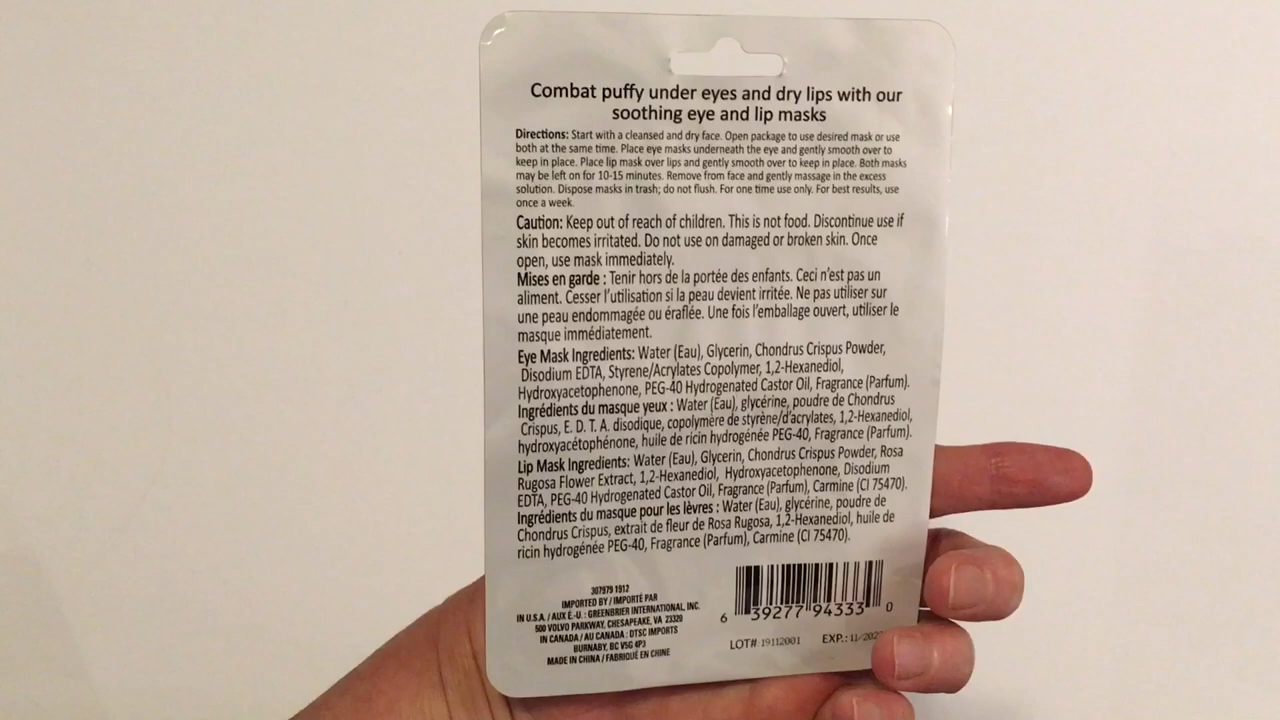 Combat puffy under eyes and dry lips with our
soothing eye and lip masks
Directions: Start with a cleansed and dry face. Open package to use desired mask or use
both at the same time. Place eye masks underneath the eye and gently smooth over to
keep in place. Place lip mask over lips and gently smooth over to keep in place. Both masks
may be left on for 10-15 minutes. Remove from face and gently massage in the excess
solution. Dispose masks in trash; do not flush. For one time use only. For best results, use
once a week.
Caution: Keep out of reach of children. This is not food. Discontinue use if
skin becomes irritated. Do not use on damaged or broken skin. Once
open, use mask immediately.
Mises en garde : Tenir hors de la portée des enfants. Ceci n'est pas un
aliment. Cesser l'utilisation si la peau devient irritée. Ne pas utiliser sur
une peau endommagée ou éraflée. Une fois l'emballage ouvert, utiliser le
masque immédiatement.
Eye Mask Ingredients: Water (Eau), Glycerin, Chondrus Crispus Powder,
Disodium EDTA, Styrene/Acrylates Copolymer, 1,2-Hexanediol,
Hydroxyacetophenone, PEG-40 Hydrogenated Castor Oil, Fragrance (Parfum).
Ingrédients du masque yeux : Water (Eau), glycérine, poudre de Chondrus
Crispus, E. D. T. A. disodique, copolymère de styrène/d'acrylates, 1,2-Hexanediol,
hydroxyacétophénone, huile de ricin hydrogénée PEG-40, Fragrance (Parfum).
Lip Mask Ingredients: Water (Eau), Glycerin, Chondrus Crispus Powder, Rosa
Rugosa Flower Extract, 1,2-Hexanediol, Hydroxyacetophenone, Disodium
EDTA, PEG-40 Hydrogenated Castor Oil, Fragrance (Parfum), Carmine (CI 75470).
Ingrédients du masque pour les lèvres : Water (Eau), glycérine, poudre de
Chondrus Crispus, extrait de fleur de Rosa Rugosa, 1,2-Hexanediol, huile de
ricin hydrogénée PEG-40, Fragrance (Parfum), Carmine (CI 75470).
307979 1912
IMPORTED BY / IMPORTÉ PAR
IN U.S.A. / AUX É.-U. : GREENBRIER INTERNATIONAL, INC.
500 VOLVO PARKWAY, CHESAPEAKE, VA 23320
IN CANADA / AU CANADA : DTSC IMPORTS
BURNABY, BC V5G 4P3
MADE IN CHINA / FABRIQUÉ EN CHINE
6 39277 94333 0
LOT#: 19112001 EXP.: 11/202